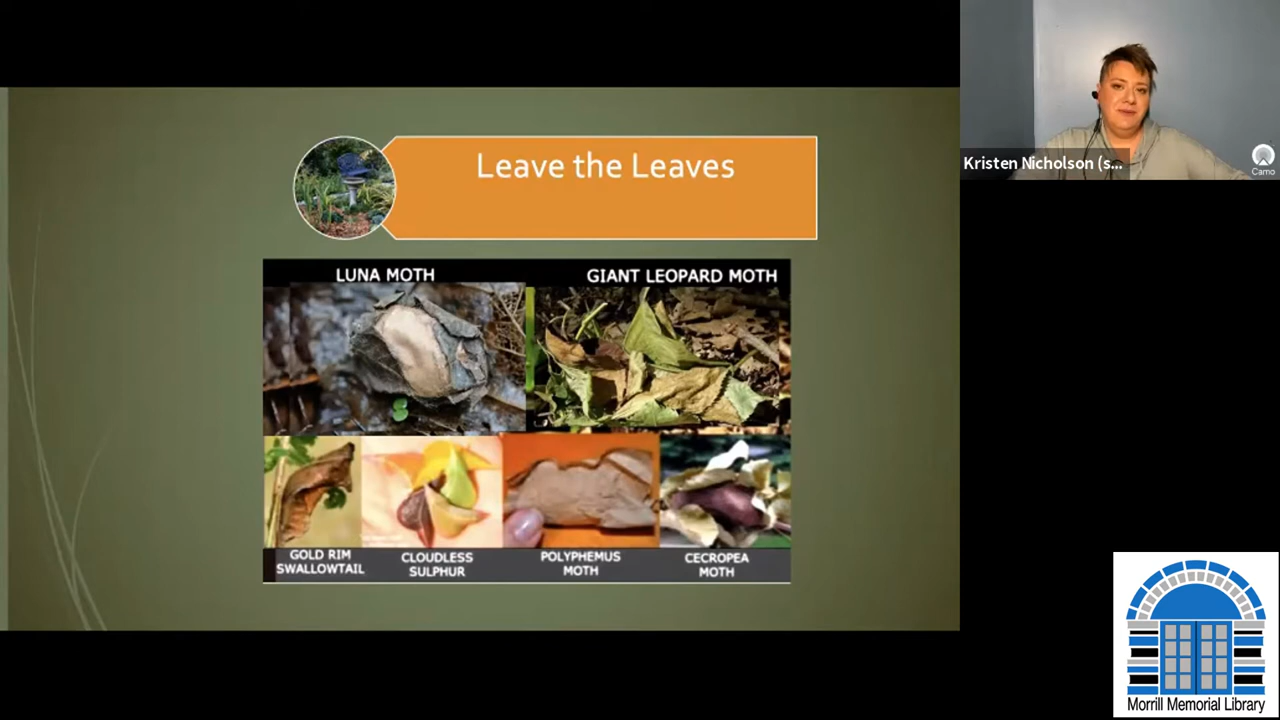 Leave the Leaves
LUNA MOTH
GIANT LEOPARD MOTH
GOLD RIM
SWALLOWTAIL
CLOUDLESS
SULPHUR
POLYPHEMUS
MOTH
CECROPEA
MOTH
Kristen Nicholson (s...
Camo
Morrill Memorial Library